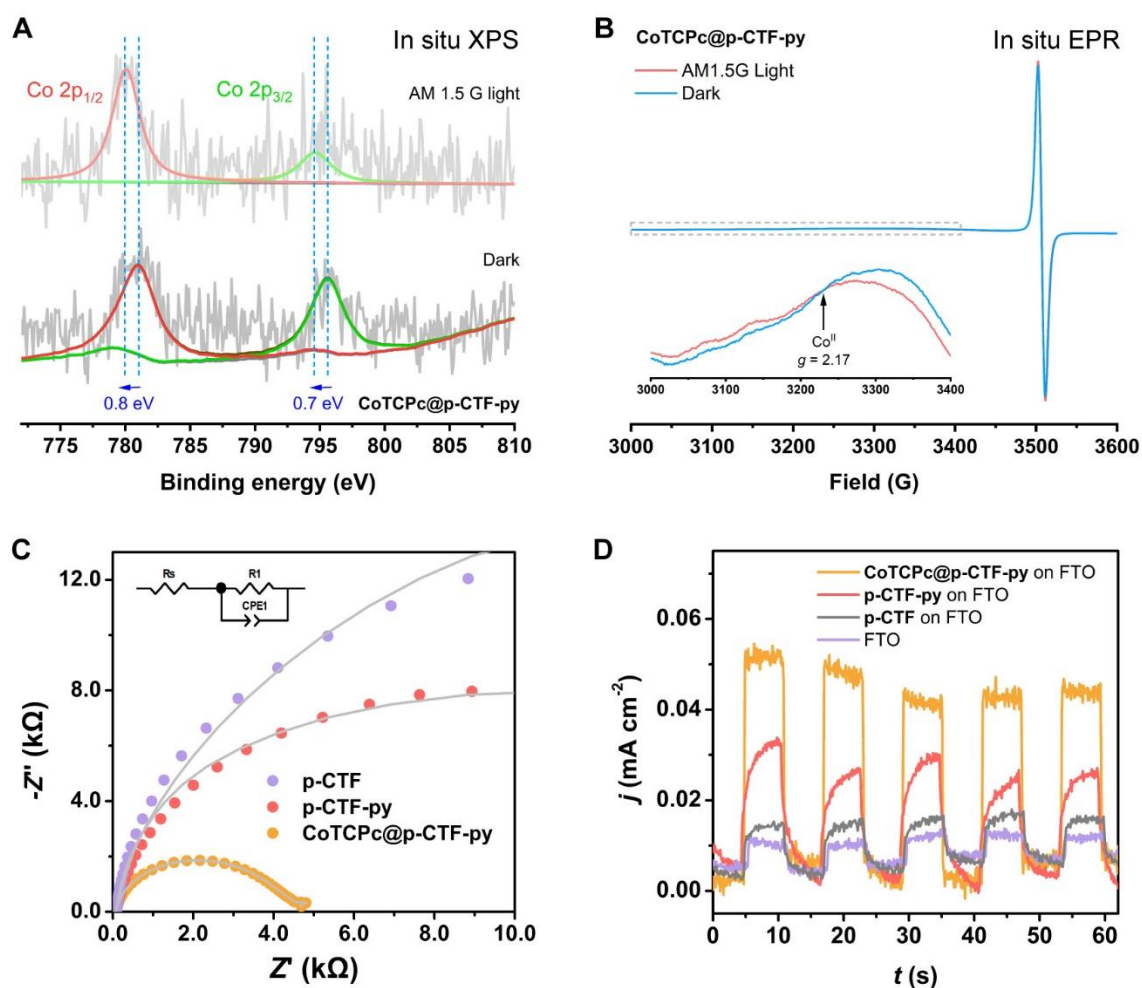 A
In situ XPS
Co 2p1/2
Co 2p3/2
AM 1.5 G light
Dark
0.8 eV
0.7 eV
CoTCPc@p-CTF-py
775 780 785 790 795 800 805 810
Binding energy (eV)
B
CoTCPc@p-CTF-py
In situ EPR
AM1.5G Light
Dark
CoII
g = 2.17
3000 3100 3200 3300 3400
3000 3100 3200 3300 3400 3500 3600
Field (G)
C
12.0
8.0
4.0
0.0
-Z" (kΩ)
Rs
R1
CPE1
p-CTF
p-CTF-py
CoTCPc@p-CTF-py
0.0 2.0 4.0 6.0 8.0 10.0
Z' (kΩ)
D
CoTCPc@p-CTF-py on FTO
p-CTF-py on FTO
p-CTF on FTO
FTO
0.06
0.04
0.02
0.00
j (mA cm-2)
0 10 20 30 40 50 60
t (s)